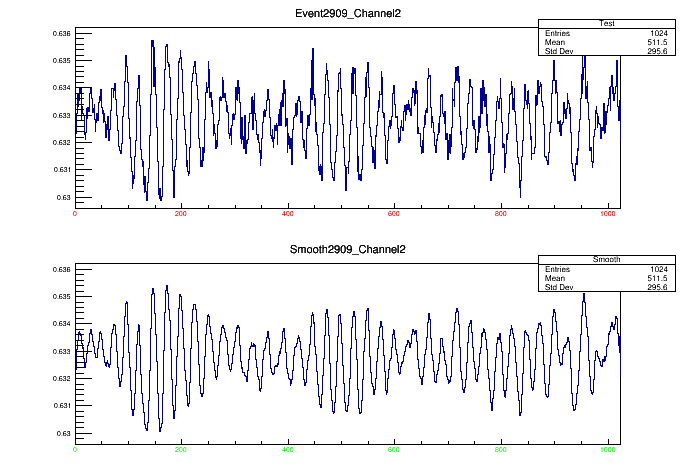 Event2909_Channel2
Test
Entries 1024
Mean 511.5
Std Dev 295.6
0.636
0.635
0.634
0.633
0.632
0.631
0.63
0 200 400 600 800 1000
Smooth2909_Channel2
Smooth
Entries 1024
Mean 511.5
Std Dev 295.6
0.636
0.635
0.634
0.633
0.632
0.631
0.63
0 200 400 600 800 1000